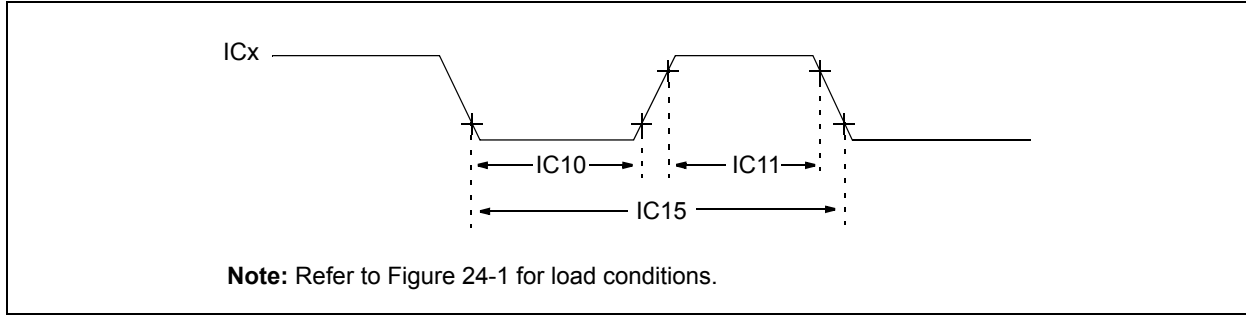 ICx
IC10
IC11
IC15
Note: Refer to Figure 24-1 for load conditions.